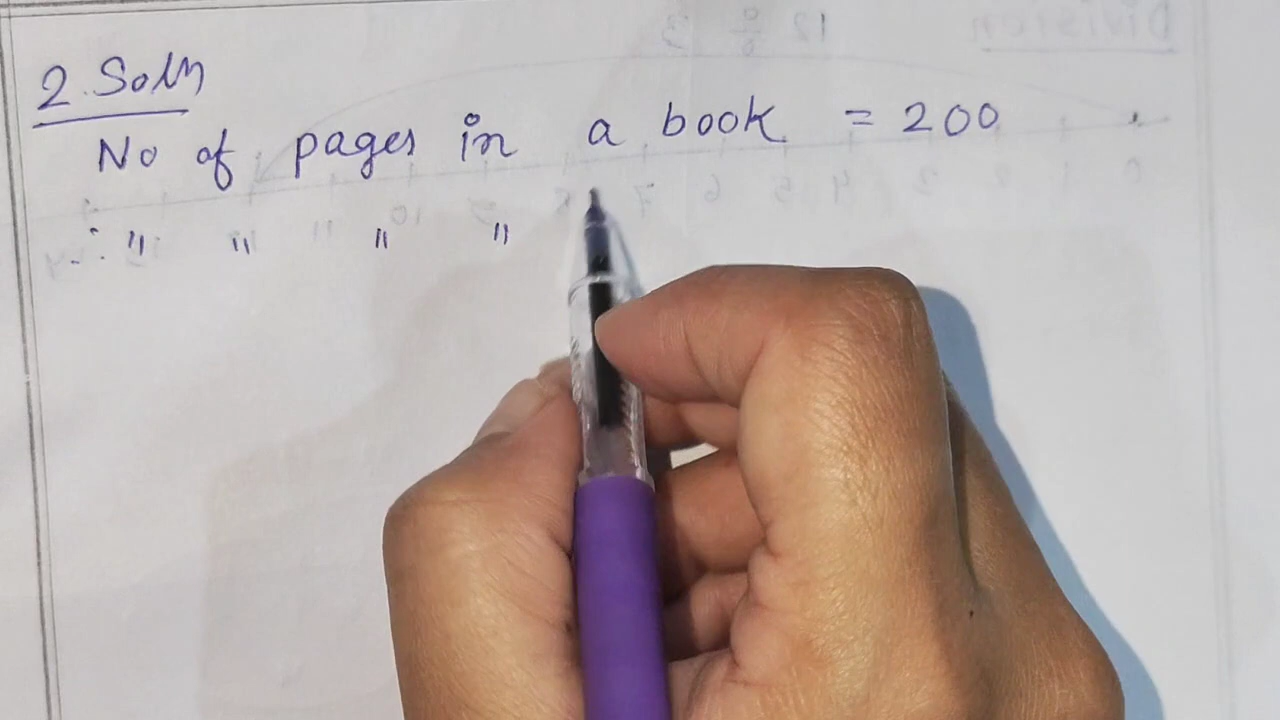 2. Soln
No of pages in a book = 200
∴ " " " "